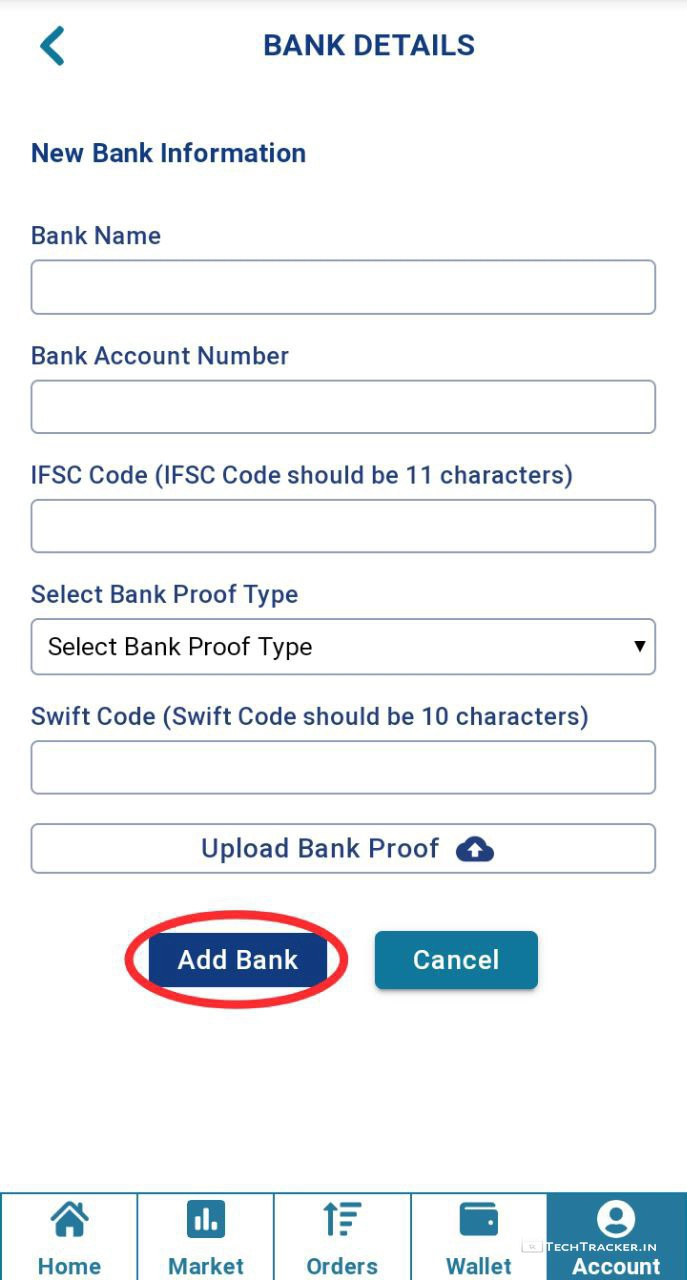 BANK DETAILS
New Bank Information
Bank Name
Bank Account Number
IFSC Code (IFSC Code should be 11 characters)
Select Bank Proof Type
Select Bank Proof Type
Swift Code (Swift Code should be 10 characters)
Upload Bank Proof
Add Bank Cancel
TECHTRACKER.IN
Home Market Orders Wallet Account